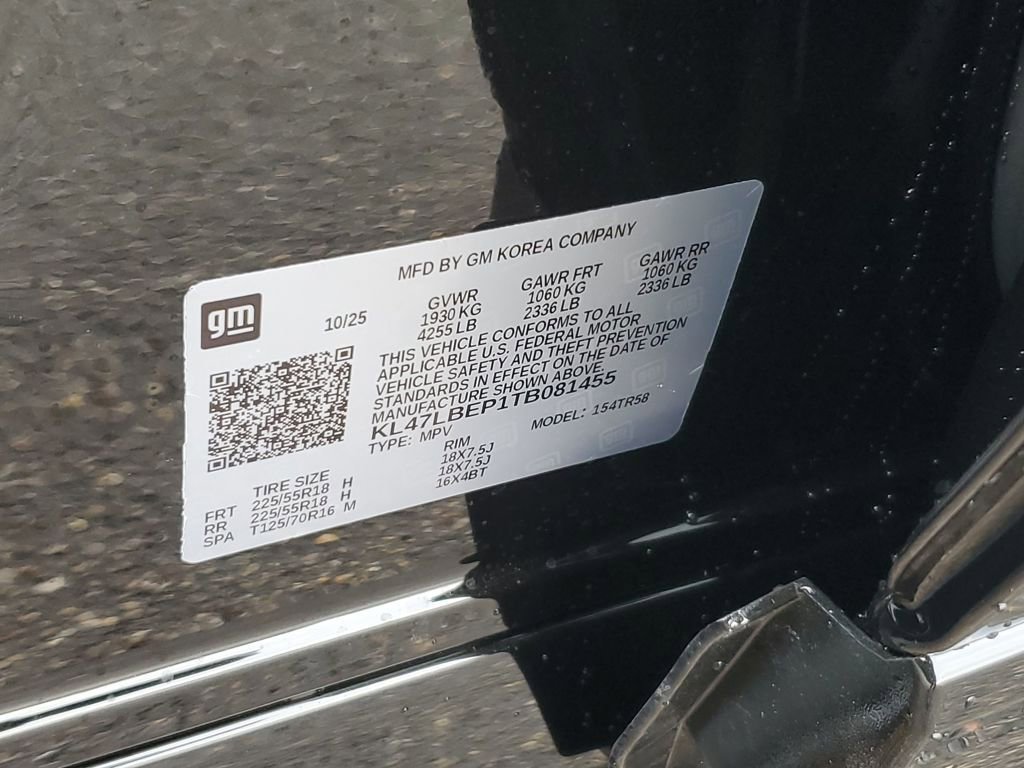 MFD BY GM KOREA COMPANY
gm
10/25
GVWR GAWR FRT GAWR RR
1930 KG 1060 KG 1060 KG
4255 LB 2336 LB 2336 LB
THIS VEHICLE CONFORMS TO ALL
APPLICABLE U.S. FEDERAL MOTOR
VEHICLE SAFETY AND THEFT PREVENTION
STANDARDS IN EFFECT ON THE DATE OF
MANUFACTURE SHOWN ABOVE.
KL47LBEP1TB081455
TYPE: MPV MODEL: 154TR58
TIRE SIZE RIM
FRT 225/55R18 H 18X7.5J
RR 225/55R18 H 18X7.5J
SPA T125/70R16 M 16X4BT